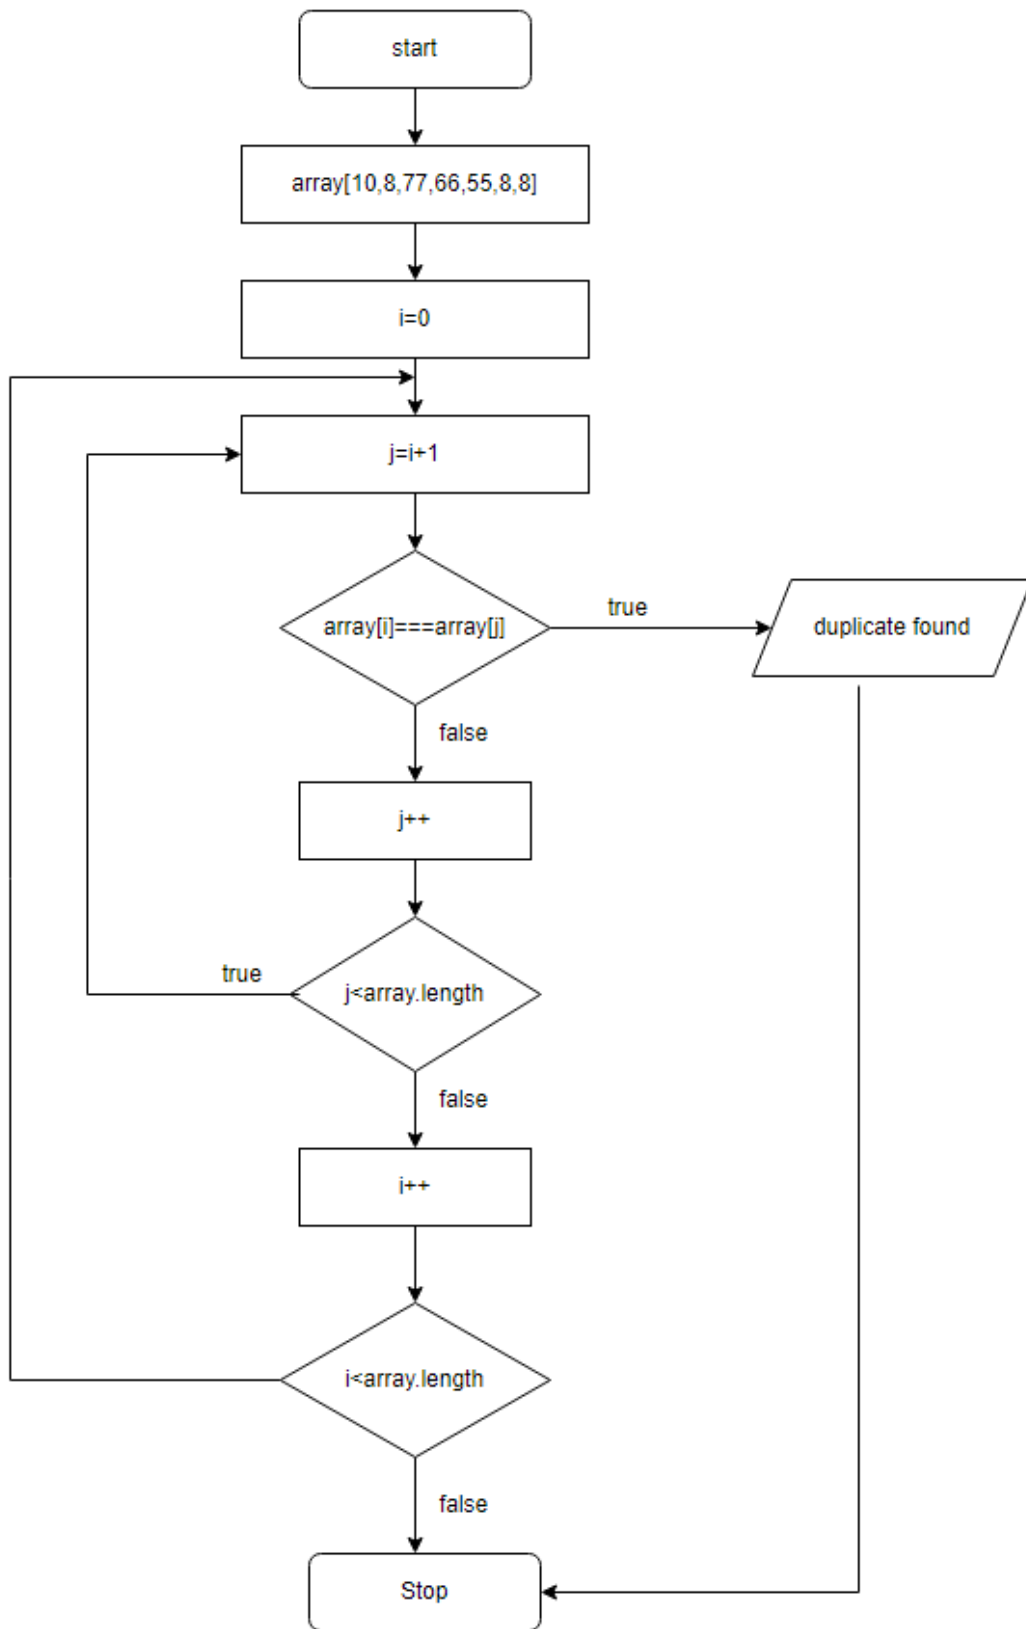 start
array[10,8,77,66,55,8,8]
i=0
j=i+1
array[i]===array[j]
true
duplicate found
false
j++
true
j<array.length
false
i++
i<array.length
false
Stop